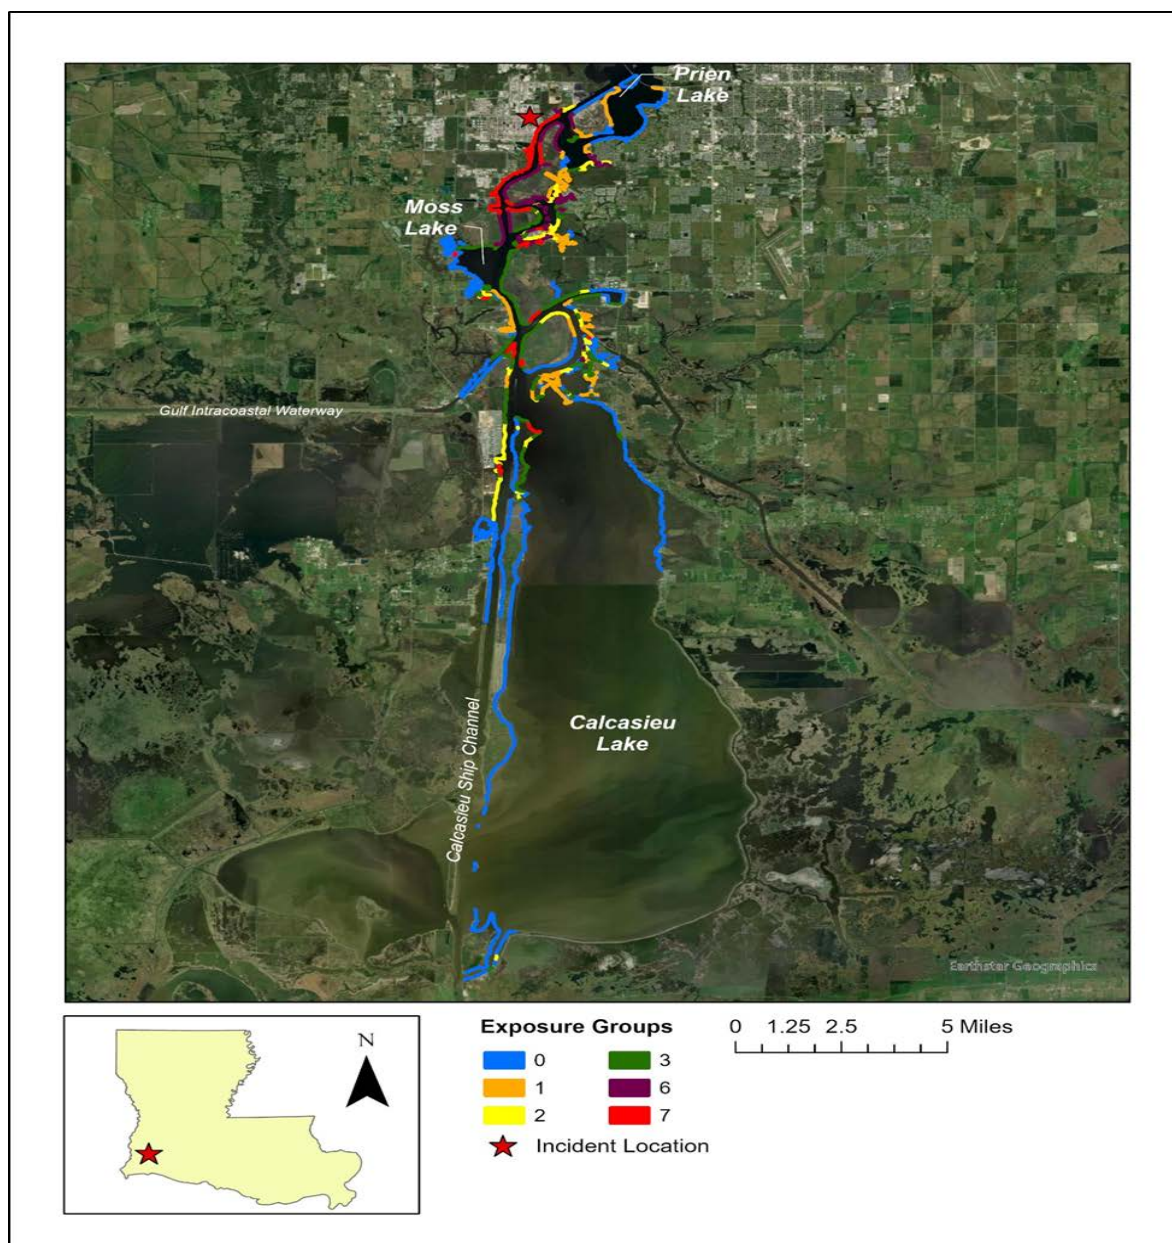 Prien
Lake
Moss
Lake
Gulf Intracoastal Waterway
Calcasieu
Lake
Calcasieu Ship Channel
Earthstar Geographics
N
Exposure Groups
0
3
1
6
2
7
Incident Location
0 1.25 2.5 5 Miles